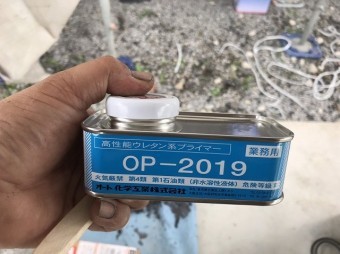 高性能ウレタン系プライマー
業務用
OP-2019
火気厳禁 第4類 第1石油類 (非水溶性液体) 危険等級Ⅱ
オート化学工業株式会社